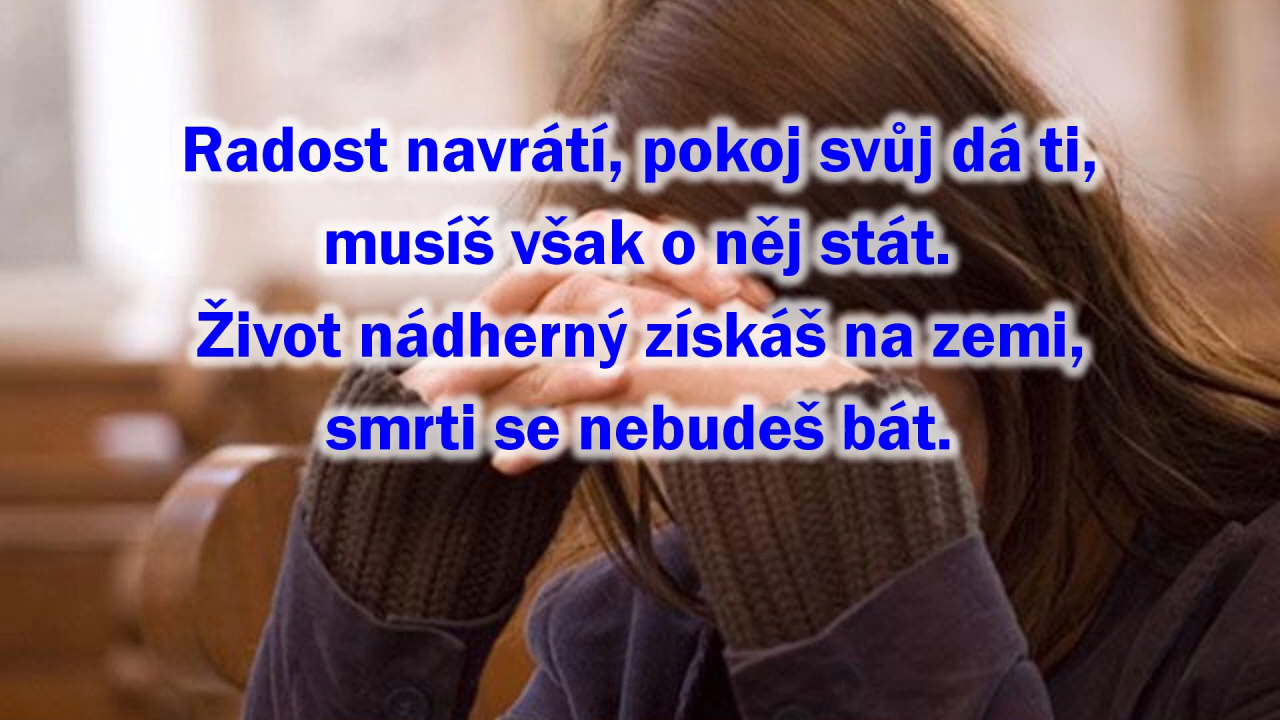 Radost navrátí, pokoj svůj dá ti,
musíš však o něj stát.
Život nádherný získáš na zemi,
smrti se nebudeš bát.